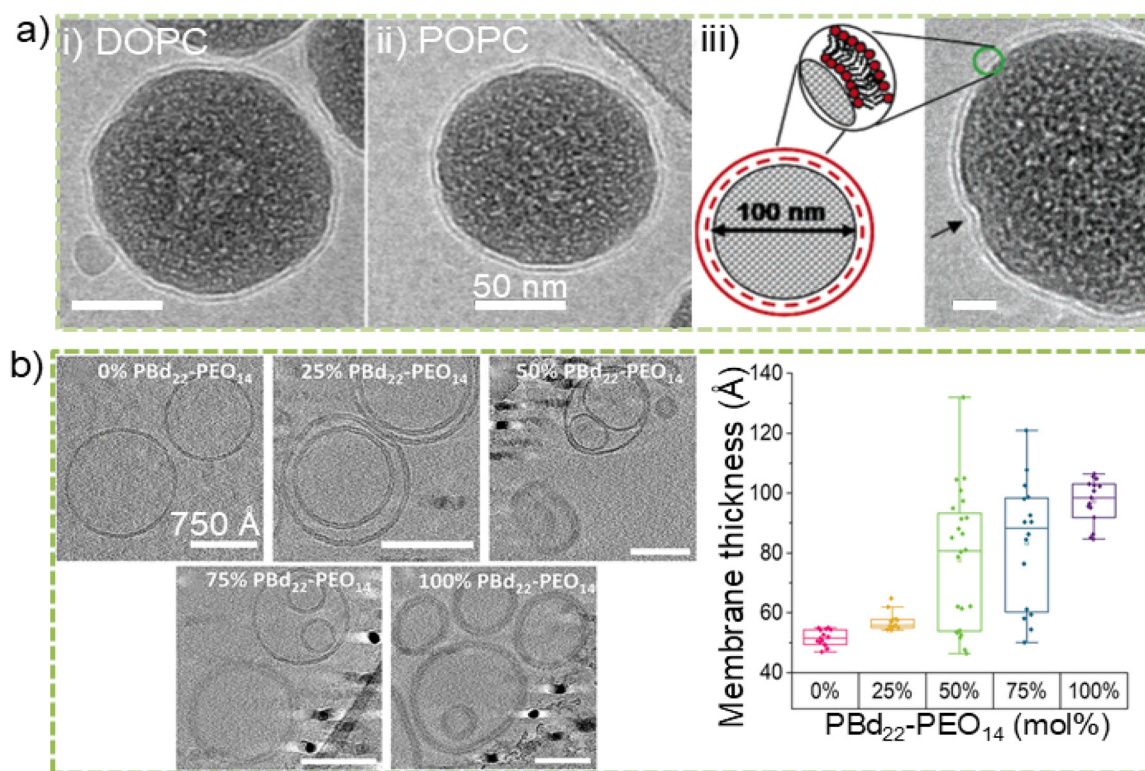 a)
i) DOPC
ii) POPC
50 nm
iii)
100 nm
b)
0% PBd₂₂-PEO₁₄
750 Å
25% PBd₂₂-PEO₁₄
50% PBd₂₂-PEO₁₄
75% PBd₂₂-PEO₁₄
100% PBd₂₂-PEO₁₄
Membrane thickness (Å)
140
120
100
80
60
40
0% 25% 50% 75% 100%
PBd₂₂-PEO₁₄ (mol%)